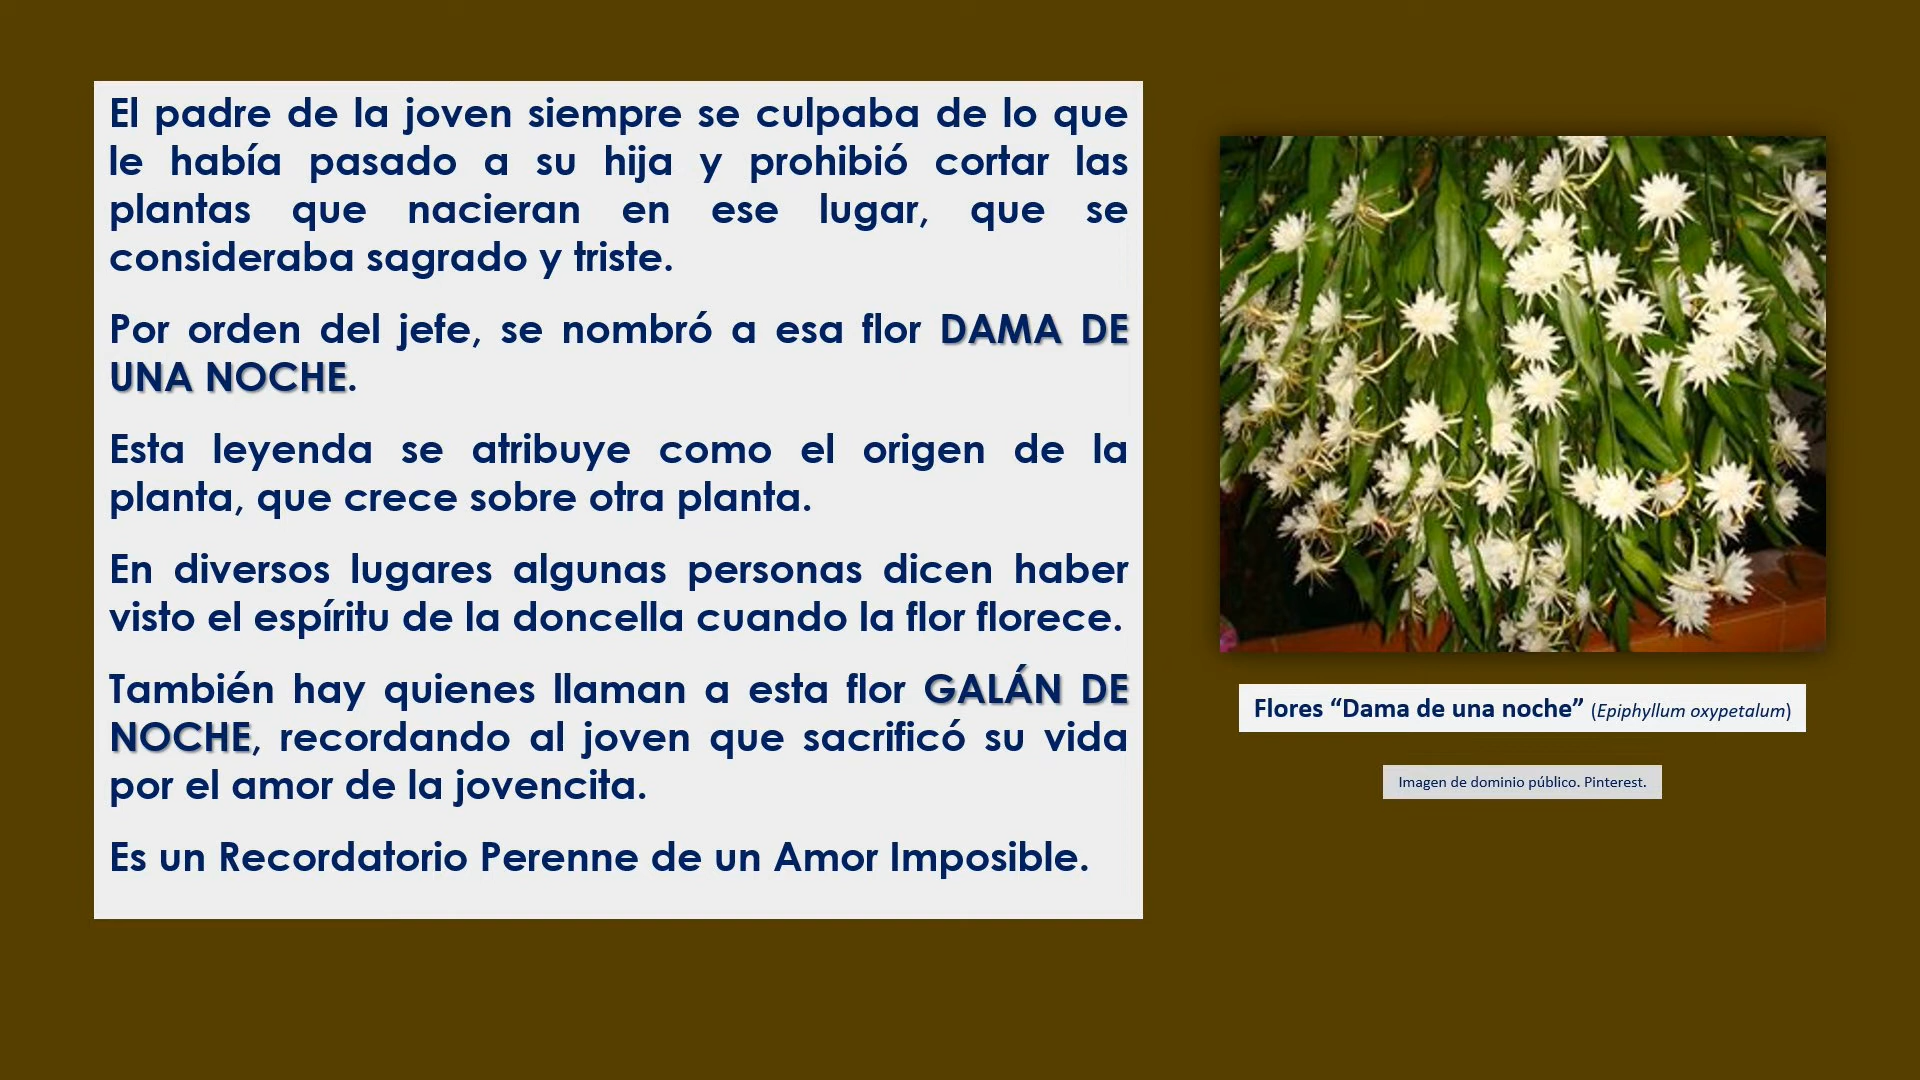 El padre de la joven siempre se culpaba de lo que
le había pasado a su hija y prohibió cortar las
plantas que nacieran en ese lugar, que se
consideraba sagrado y triste.
Por orden del jefe, se nombró a esa flor DAMA DE
UNA NOCHE.
Esta leyenda se atribuye como el origen de la
planta, que crece sobre otra planta.
En diversos lugares algunas personas dicen haber
visto el espíritu de la doncella cuando la flor florece.
También hay quienes llaman a esta flor GALÁN DE
NOCHE, recordando al joven que sacrificó su vida
por el amor de la jovencita.
Es un Recordatorio Perenne de un Amor Imposible.
Flores “Dama de una noche” (Epiphyllum oxypetalum)
Imagen de dominio público. Pinterest.